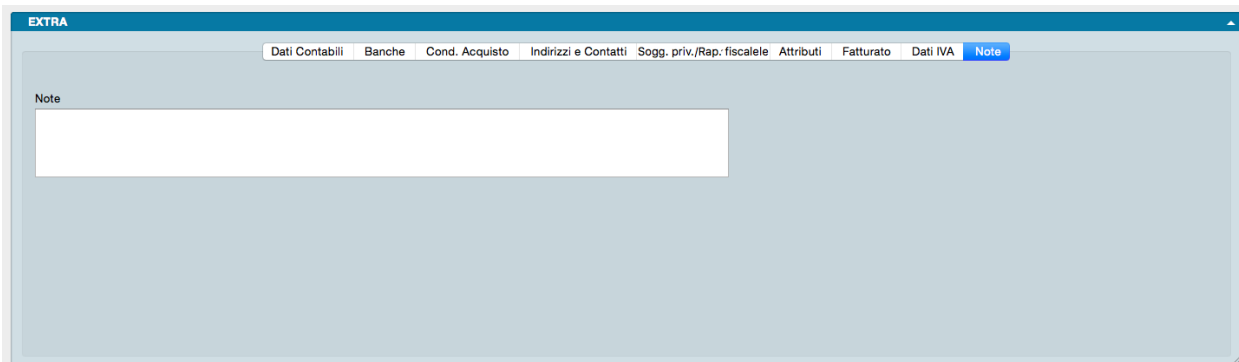 EXTRA
Dati Contabili Banche Cond. Acquisto Indirizzi e Contatti Sogg. priv./Rap. fiscalele Attributi Fatturato Dati IVA Note
Note